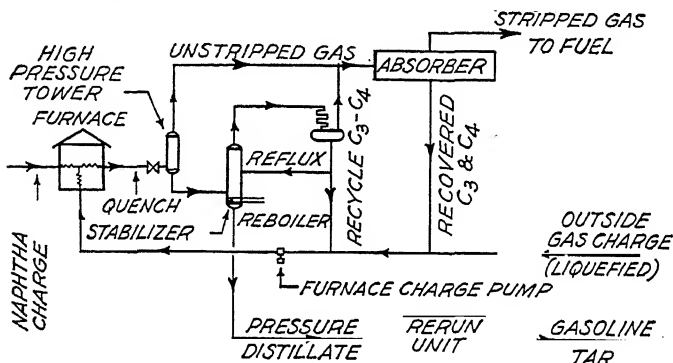 STRIPPED GAS
TO FUEL
UNSTRIPPED GAS
ABSORBER
HIGH
PRESSURE
TOWER
FURNACE
REFLUX
RECYCLE C3-C4
RECOVERED
C3 & C4
QUENCH
STABILIZER
REBOILER
OUTSIDE
GAS CHARGE
(LIQUEFIED)
NAPHTHA
CHARGE
FURNACE CHARGE PUMP
PRESSURE
DISTILLATE
RERUN
UNIT
GASOLINE
TAR